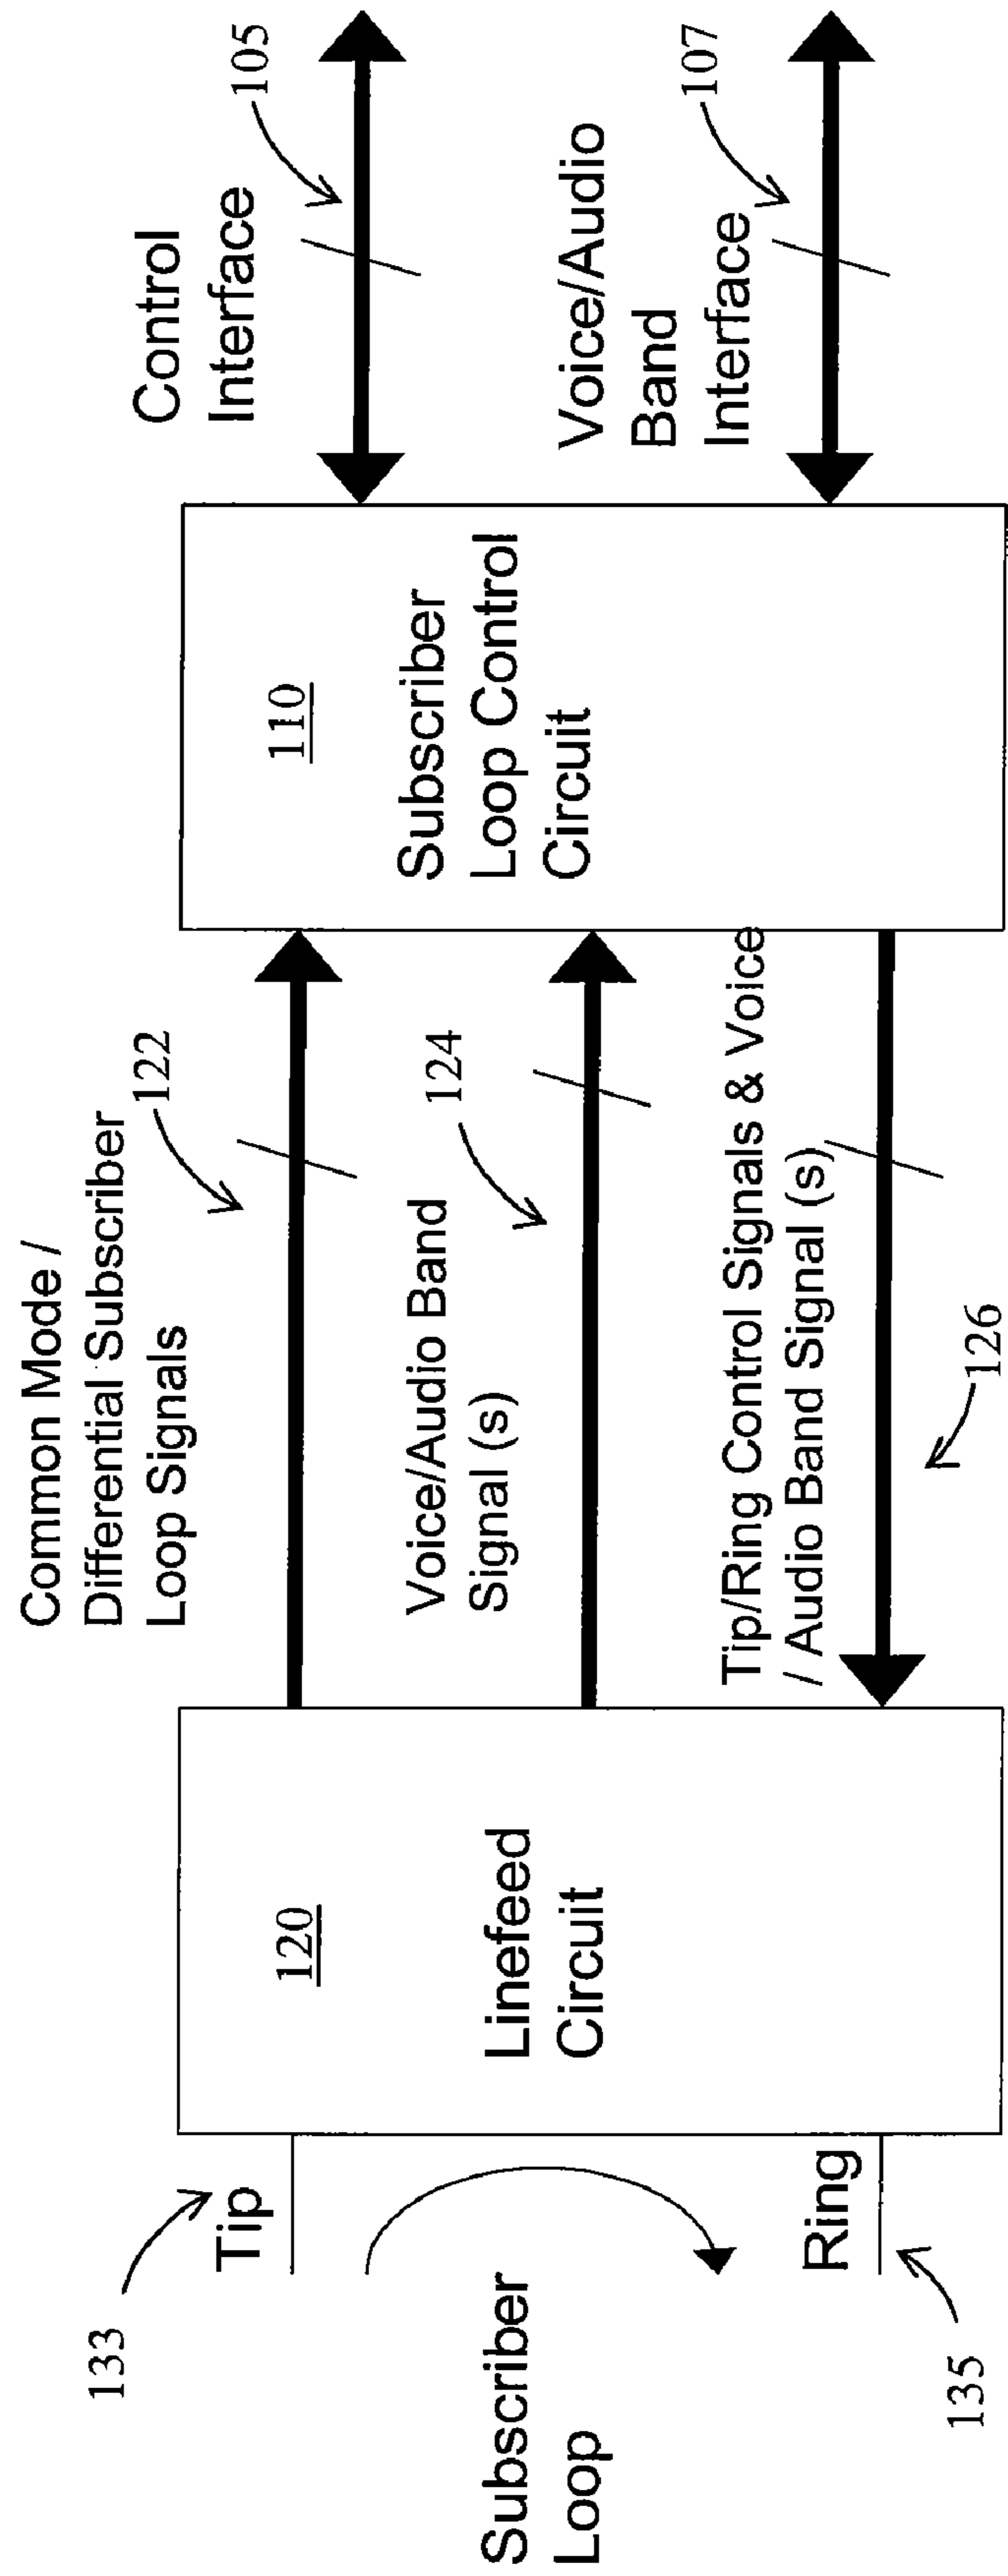 133
Tip
Subscriber
Loop
Ring
135
120
Linefeed
Circuit
Common Mode /
Differential Subscriber
Loop Signals
122
Voice/Audio Band
Signal (s)
124
Tip/Ring Control Signals & Voice
/ Audio Band Signal (s)
126
110
Subscriber
Loop Control
Circuit
Control
Interface
105
Voice/Audio
Band
Interface
107